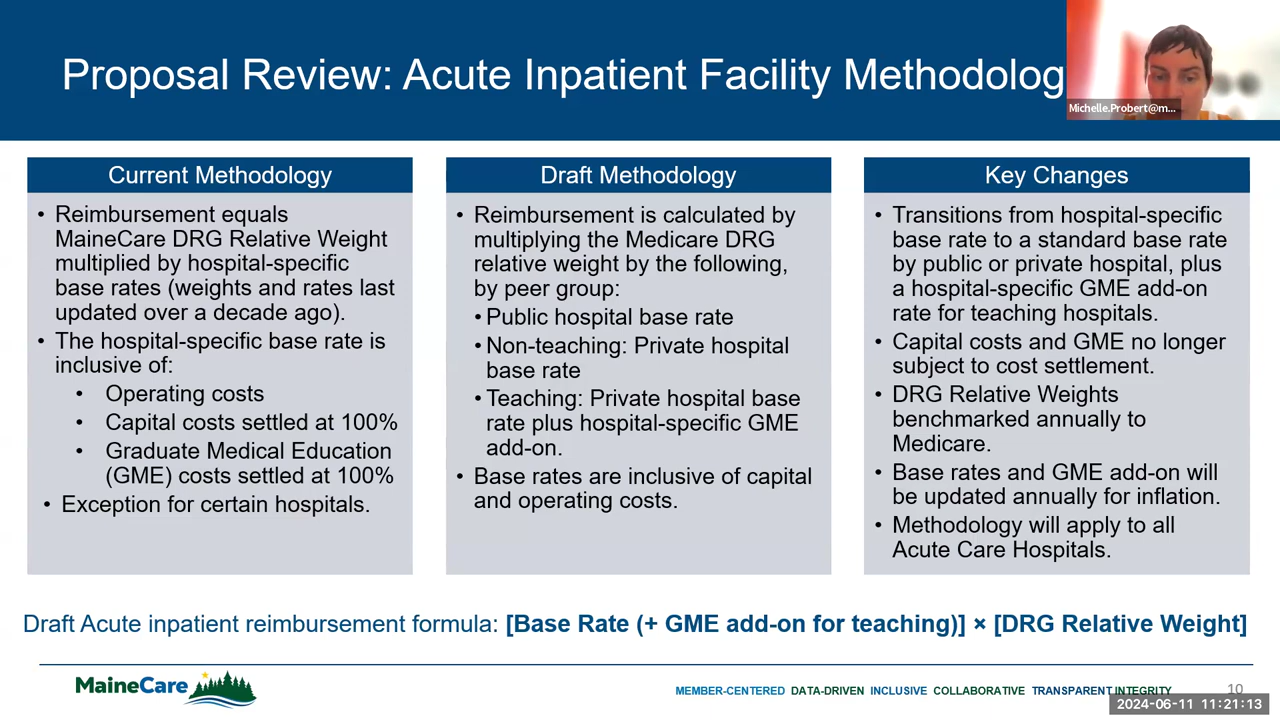 Proposal Review: Acute Inpatient Facility Methodolog
Michelle.Probert@m...
Current Methodology
• Reimbursement equals
MaineCare DRG Relative Weight
multiplied by hospital-specific
base rates (weights and rates last
updated over a decade ago).
• The hospital-specific base rate is
inclusive of:
• Operating costs
• Capital costs settled at 100%
• Graduate Medical Education
(GME) costs settled at 100%
• Exception for certain hospitals.
Draft Methodology
• Reimbursement is calculated by
multiplying the Medicare DRG
relative weight by the following,
by peer group:
• Public hospital base rate
• Non-teaching: Private hospital
base rate
• Teaching: Private hospital base
rate plus hospital-specific GME
add-on.
• Base rates are inclusive of capital
and operating costs.
Key Changes
• Transitions from hospital-specific
base rate to a standard base rate
by public or private hospital, plus
a hospital-specific GME add-on
rate for teaching hospitals.
• Capital costs and GME no longer
subject to cost settlement.
• DRG Relative Weights
benchmarked annually to
Medicare.
• Base rates and GME add-on will
be updated annually for inflation.
• Methodology will apply to all
Acute Care Hospitals.
Draft Acute inpatient reimbursement formula: [Base Rate (+ GME add-on for teaching)] × [DRG Relative Weight]
MaineCare
MEMBER-CENTERED DATA-DRIVEN INCLUSIVE COLLABORATIVE TRANSPARENT INTEGRITY
10
2024-06-11 11:21:13